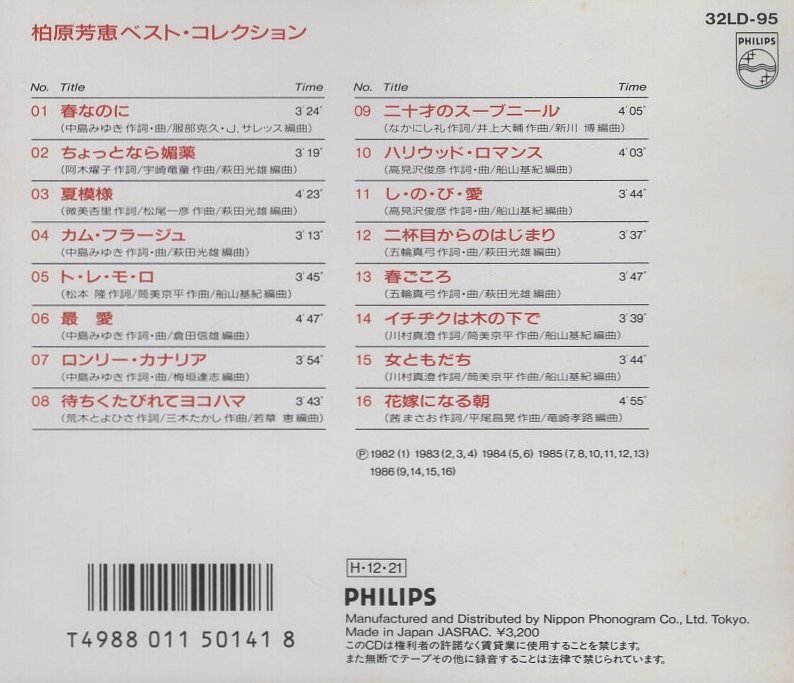 32LD-95
PHILIPS
柏原芳恵ベスト・コレクション
No. Title Time
01 春なのに 3′24″
(中島みゆき作詞・曲/服部克久・J.サレッス編曲)
02 ちょっとなら媚薬 3′19″
(阿木燿子作詞/宇崎竜童作曲/萩田光雄編曲)
03 夏模様 4′23″
(微美杏里作詞/松尾一彦作曲/萩田光雄編曲)
04 カム・フラージュ 3′13″
(中島みゆき作詞・曲/萩田光雄編曲)
05 ト・レ・モ・ロ 3′45″
(松本 隆作詞/筒美京平作曲/船山基紀編曲)
06 最 愛 4′47″
(中島みゆき作詞・曲/倉田信雄編曲)
07 ロンリー・カナリア 3′54″
(中島みゆき作詞・曲/梅垣達志編曲)
08 待ちくたびれてヨコハマ 3′43″
(荒木とよひさ作詞/三木たかし作曲/若草 恵編曲)
No. Title Time
09 二十才のスーブニール 4′05″
(なかにし礼作詞/井上大輔作曲/新川 博編曲)
10 ハリウッド・ロマンス 4′03″
(高見沢俊彦作詞・曲/船山基紀編曲)
11 し・の・び・愛 3′44″
(高見沢俊彦作詞・曲/船山基紀編曲)
12 二杯目からのはじまり 3′37″
(五輪真弓作詞・曲/萩田光雄編曲)
13 春ごころ 3′47″
(五輪真弓作詞・曲/萩田光雄編曲)
14 イチヂクは木の下で 3′39″
(川村真澄作詞/筒美京平作曲/船山基紀編曲)
15 女ともだち 3′44″
(川村真澄作詞/筒美京平作曲/船山基紀編曲)
16 花嫁になる朝 4′55″
(茜まさお作詞/平尾昌晃作曲/竜崎孝路編曲)
Ⓟ1982(1) 1983(2,3,4) 1984(5,6) 1985(7,8,10,11,12,13)
1986(9,14,15,16)
H・12・21
PHILIPS
Manufactured and Distributed by Nippon Phonogram Co., Ltd. Tokyo.
Made in Japan JASRAC. ¥3,200
このCDは権利者の許諾なく賃貸業に使用することを禁じます。
また無断でテープその他に録音することは法律で禁じられています。
T4988 011 50141 8